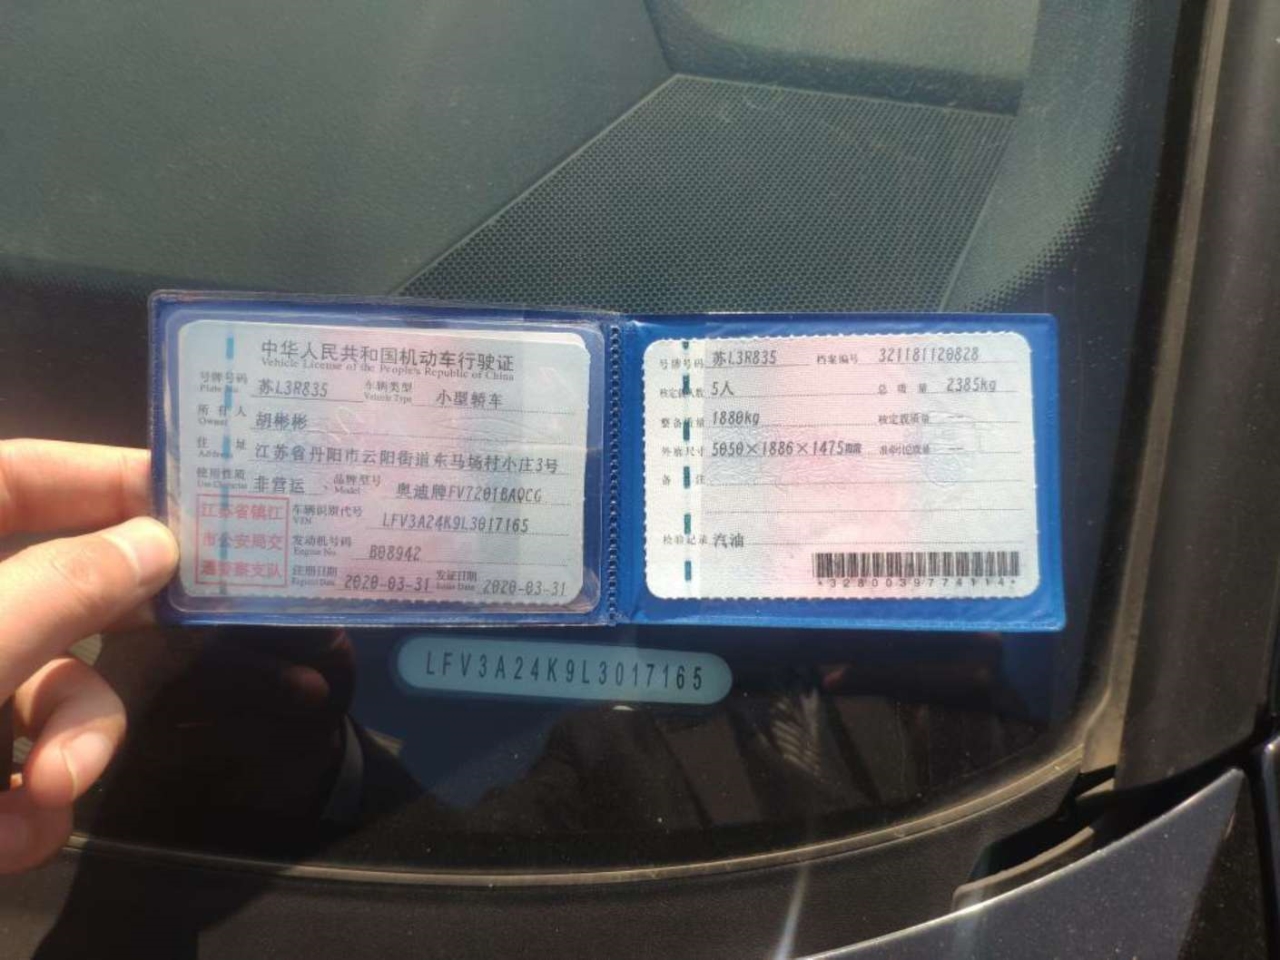 中华人民共和国机动车行驶证
Vehicle License of the People's Republic of China
号牌号码 苏L3R835 车辆类型 小型轿车
Plate No. Vehicle Type
所有人 胡彬彬
Owner
住址 江苏省丹阳市云阳街道东马场村小庄3号
Address
使用性质 非营运 品牌型号 奥迪牌FV7201BAQCG
Use Character Model
江苏省镇江
市公安局交
通警察支队
车辆识别代号 LFV3A24K9L3017165
VIN
发动机号码 B08942
Engine No.
注册日期 2020-03-31 发证日期 2020-03-31
Register Date Issue Date
号牌号码 苏L3R835 档案编号 321181120828
核定载人数 5人 总质量 2385kg
整备质量 1880kg 核定载质量 --
外廓尺寸 5050×1886×1475mm 准牵引总质量 --
备注
检验记录 汽油
*3280039774114*
LFV3A24K9L3017165